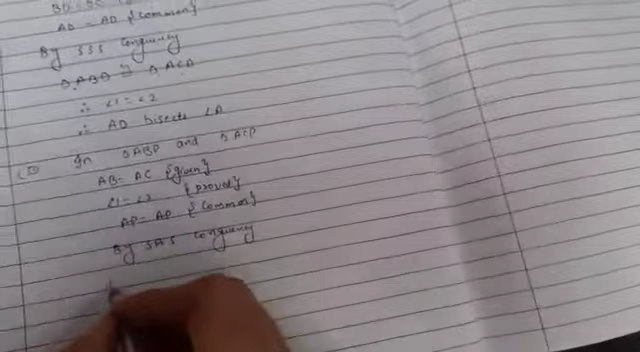 AD = AD {common}
By SSS congruency
△ABD ≅ △ACD
∴ ∠1 = ∠2
∴ AD bisects ∠A
In △ABP and △ACP
AB = AC {given}
∠1 = ∠2 {proved}
AP = AP {common}
By SAS congruency